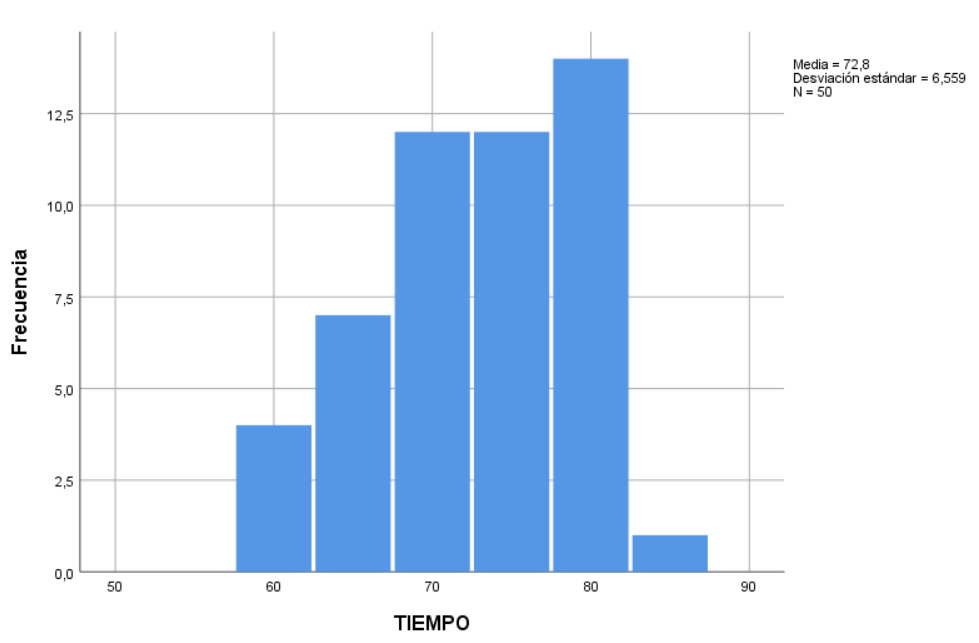 Media = 72,8
Desviación estándar = 6,559
N = 50
Frecuencia
12,5
10,0
7,5
5,0
2,5
0,0
50 60 70 80 90
TIEMPO